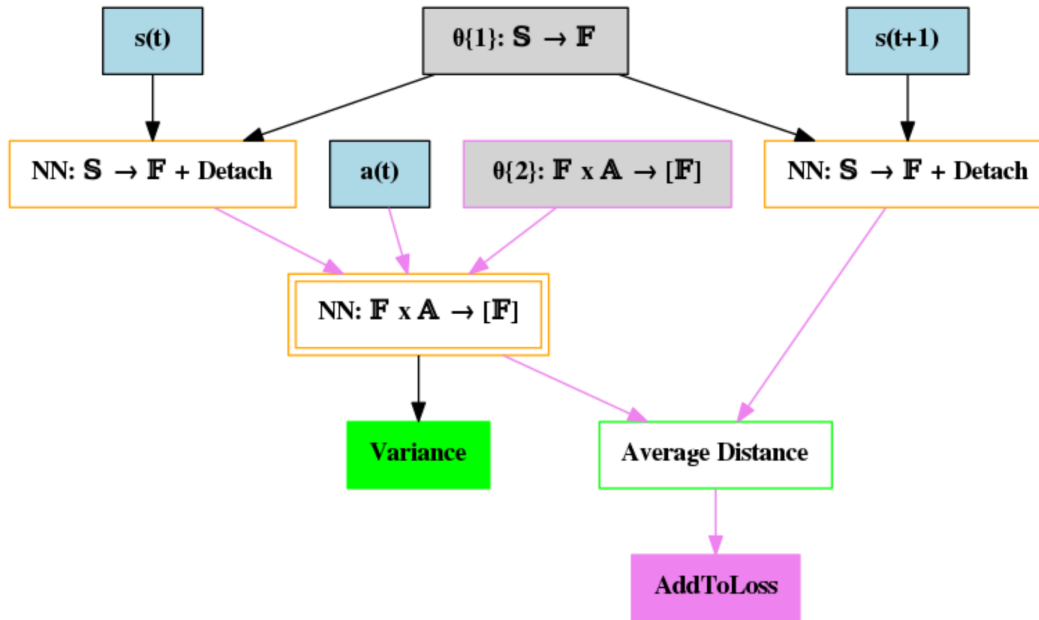 s(t)
θ{1}: 𝕊 → 𝔽
s(t+1)
NN: 𝕊 → 𝔽 + Detach
a(t)
θ{2}: 𝔽 x 𝔸 → [𝔽]
NN: 𝕊 → 𝔽 + Detach
NN: 𝔽 x 𝔸 → [𝔽]
Variance
Average Distance
AddToLoss